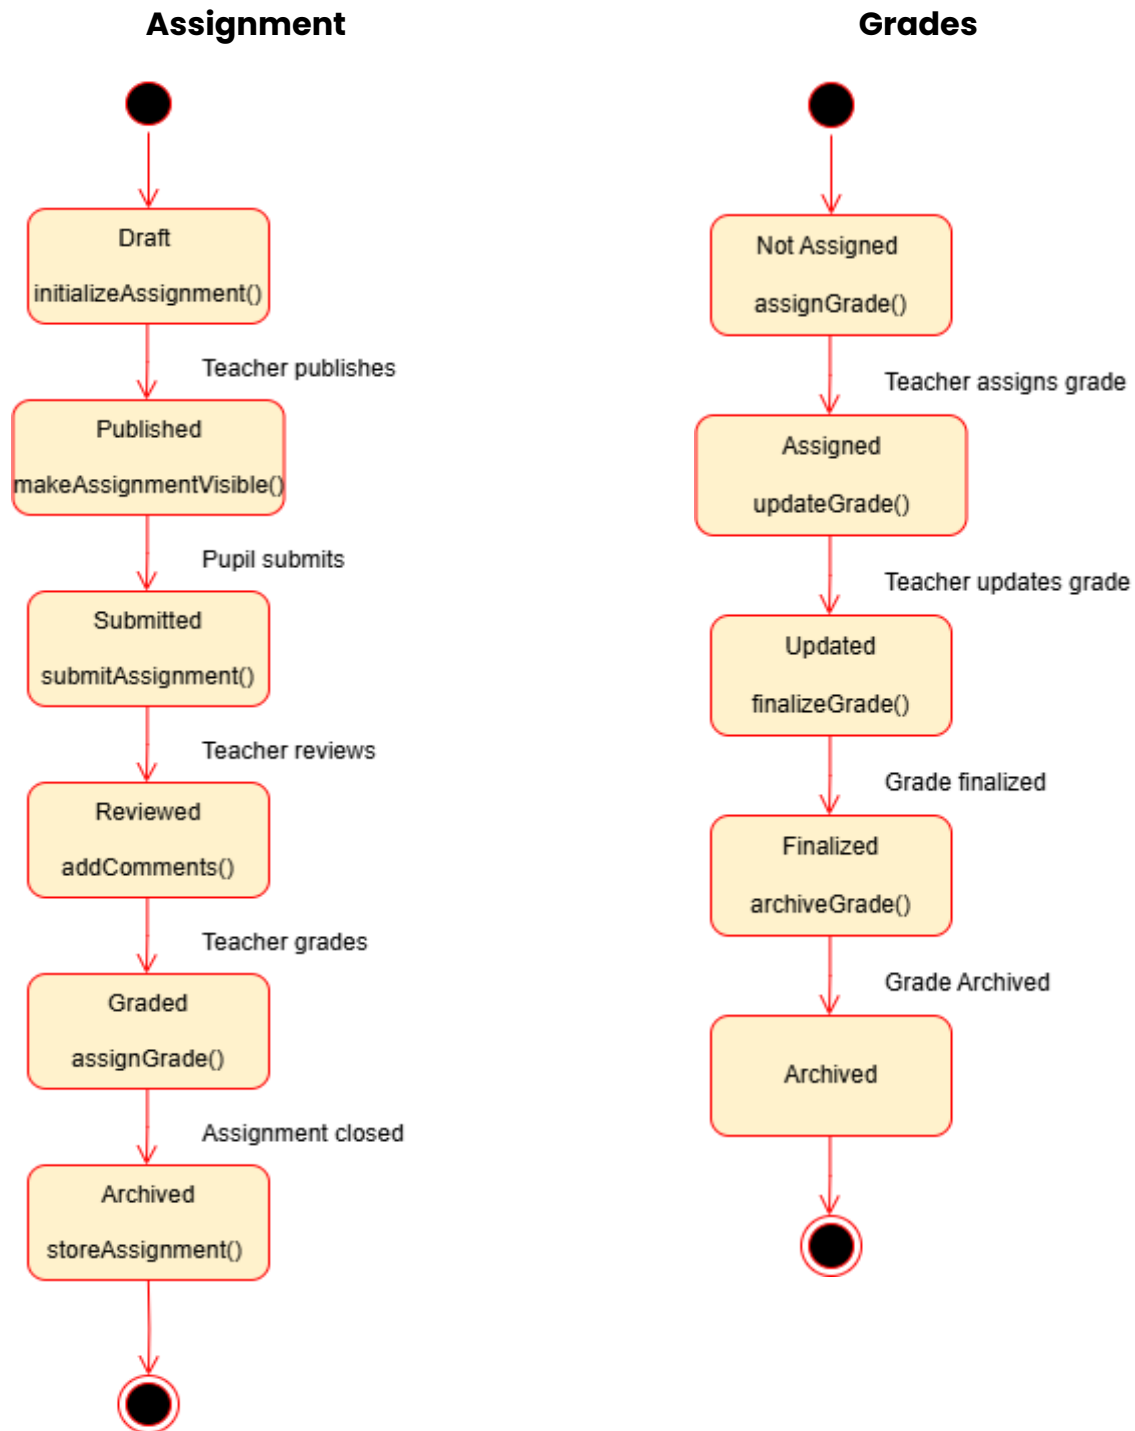 Assignment
Draft
initializeAssignment()
Teacher publishes
Published
makeAssignmentVisible()
Pupil submits
Submitted
submitAssignment()
Teacher reviews
Reviewed
addComments()
Teacher grades
Graded
assignGrade()
Assignment closed
Archived
storeAssignment()
Grades
Not Assigned
assignGrade()
Teacher assigns grade
Assigned
updateGrade()
Teacher updates grade
Updated
finalizeGrade()
Grade finalized
Finalized
archiveGrade()
Grade Archived
Archived